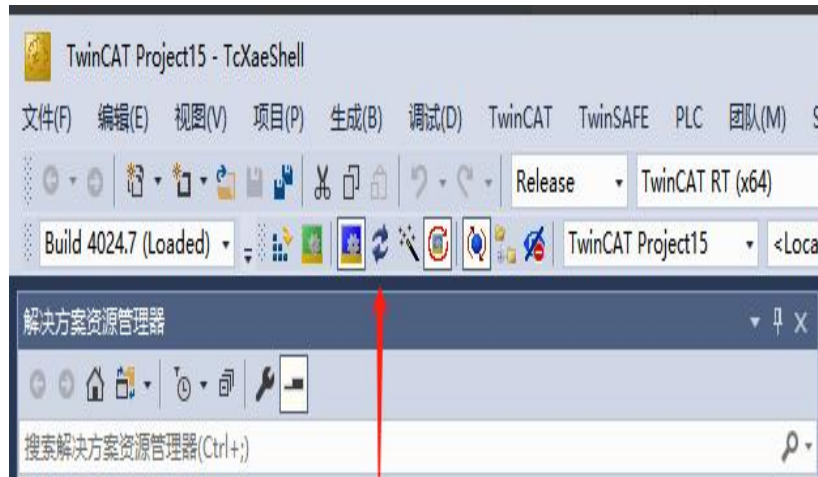 TwinCAT Project15 - TcXaeShell
文件(F) 编辑(E) 视图(V) 项目(P) 生成(B) 调试(D) TwinCAT TwinSAFE PLC 团队(M)
Release TwinCAT RT (x64)
Build 4024.7 (Loaded) TwinCAT Project15 <Loca
解决方案资源管理器
搜索解决方案资源管理器(Ctrl+;)